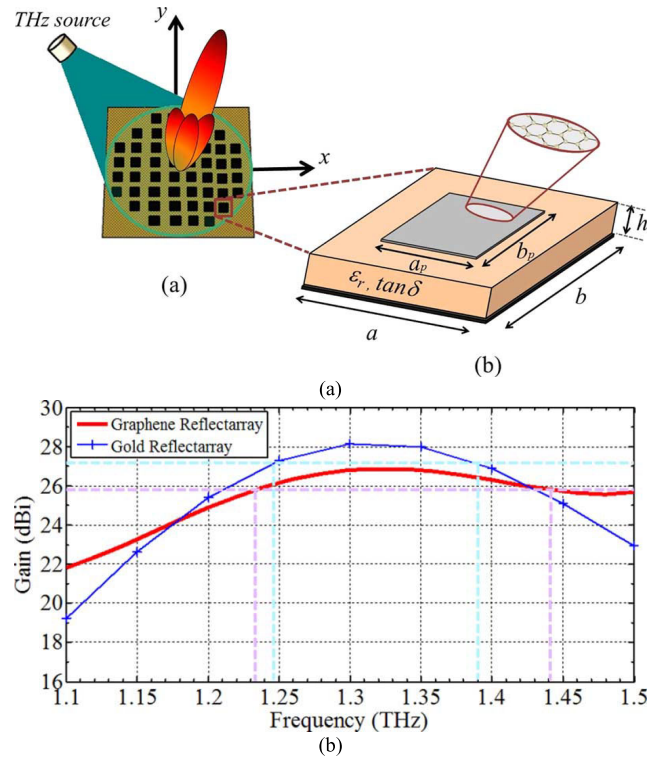 THz source
y
x
(a)
h
a_p
b_p
ε_r, tanδ
b
a
(b)
(a)
30
28
26
24
22
20
18
16
Gain (dBi)
Graphene Reflectarray
Gold Reflectarray
1.1 1.15 1.2 1.25 1.3 1.35 1.4 1.45 1.5
Frequency (THz)
(b)